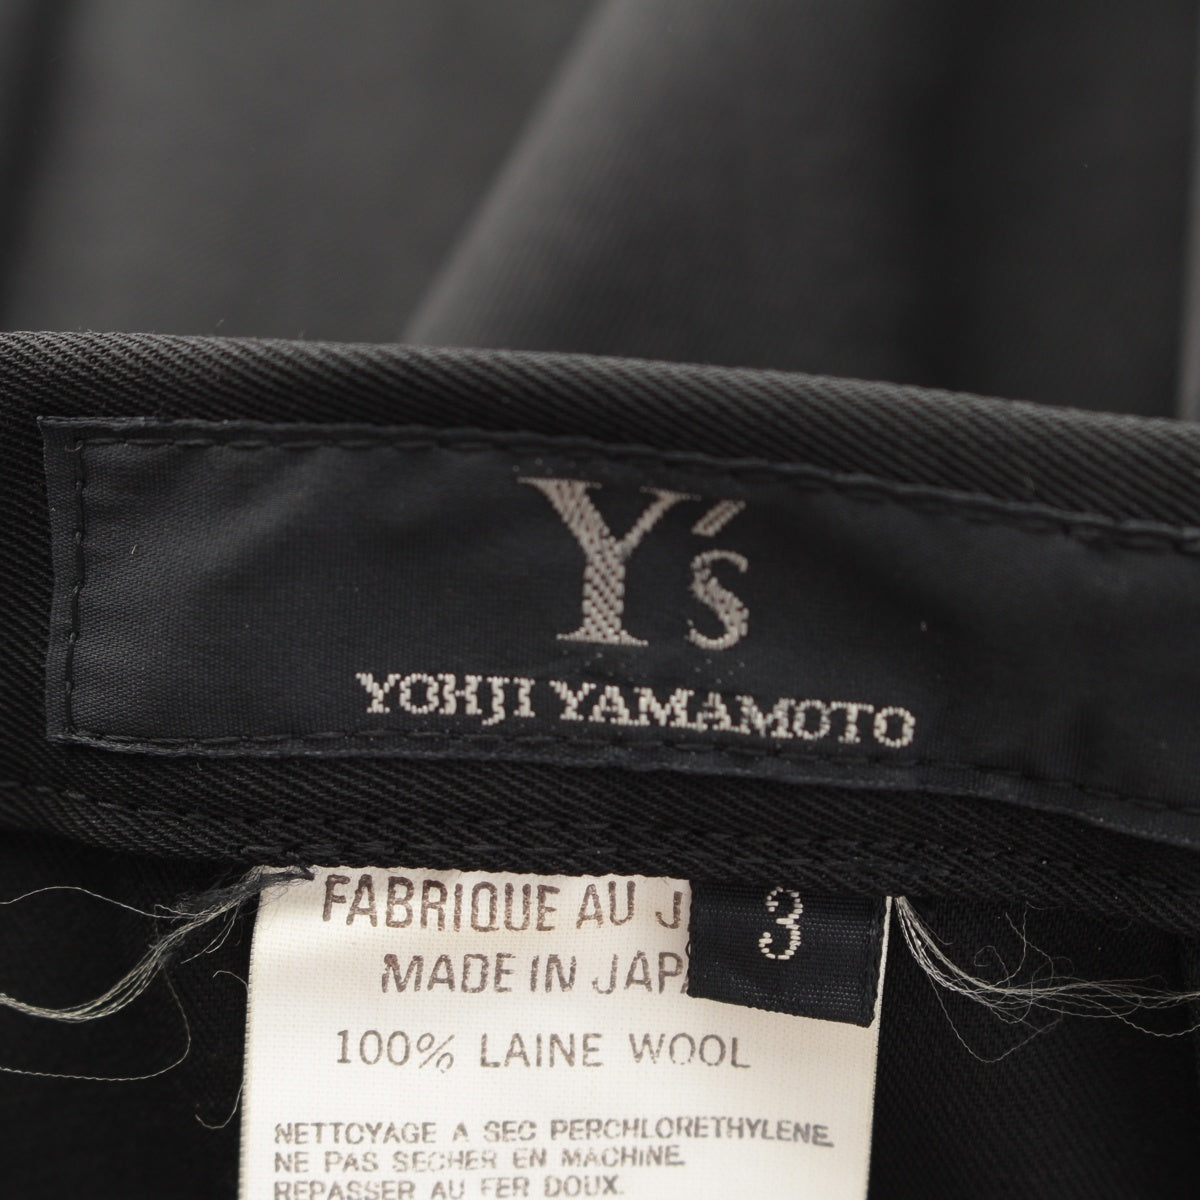 Y's
YOHJI YAMAMOTO
FABRIQUE AU J
3
MADE IN JAPA
100% LAINE WOOL
NETTOYAGE A SEC PERCHLORETHYLENE
NE PAS SECHER EN MACHINE.
REPASSER AU FER DOUX.